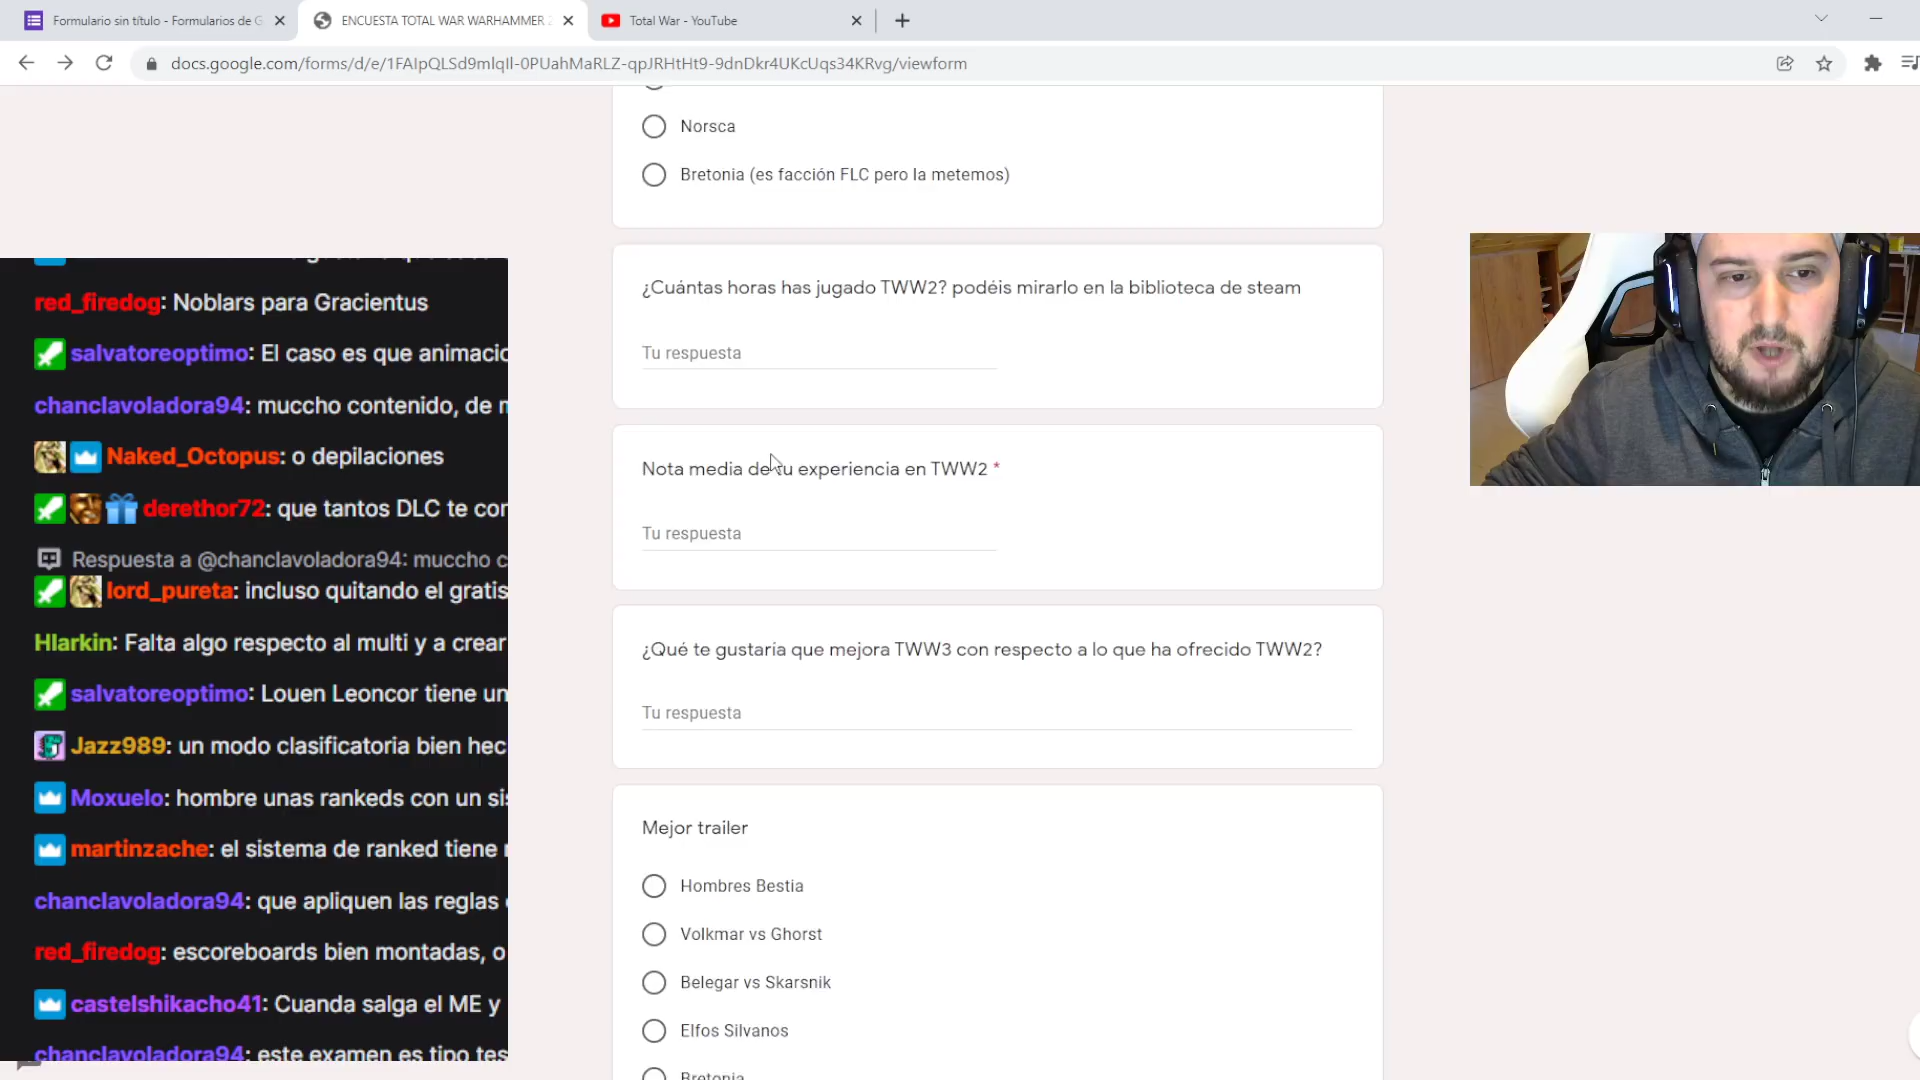 Formulario sin título - Formularios de G
ENCUESTA TOTAL WAR WARHAMMER
Total War - YouTube
docs.google.com/forms/d/e/1FAIpQLSd9mlqIl-0PUahMaRLZ-qpJRHtHt9-9dnDkr4UKcUqs34KRvg/viewform
Norsca
Bretonia (es facción FLC pero la metemos)
¿Cuántas horas has jugado TWW2? podéis mirarlo en la biblioteca de steam
Tu respuesta
Nota media de tu experiencia en TWW2 *
Tu respuesta
¿Qué te gustaria que mejora TWW3 con respecto a lo que ha ofrecido TWW2?
Tu respuesta
Mejor trailer
Hombres Bestia
Volkmar vs Ghorst
Belegar vs Skarsnik
Elfos Silvanos
Bretonia
red_firedog: Noblars para Gracientus
salvatoreoptimo: El caso es que animacio
chanclavoladora94: muccho contenido, de
Naked_Octopus: o depilaciones
derethor72: que tantos DLC te cor
Respuesta a @chanclavoladora94: muccho c
lord_pureta: incluso quitando el gratis
Hlarkin: Falta algo respecto al multi y a crear
salvatoreoptimo: Louen Leoncor tiene un
Jazz989: un modo clasificatoria bien hec
Moxuelo: hombre unas rankeds con un sis
martinzache: el sistema de ranked tiene
chanclavoladora94: que apliquen las reglas
red_firedog: escoreboards bien montadas, o
castelshikacho41: Cuanda salga el ME y
chanclavoladora94: este examen es tipo tes